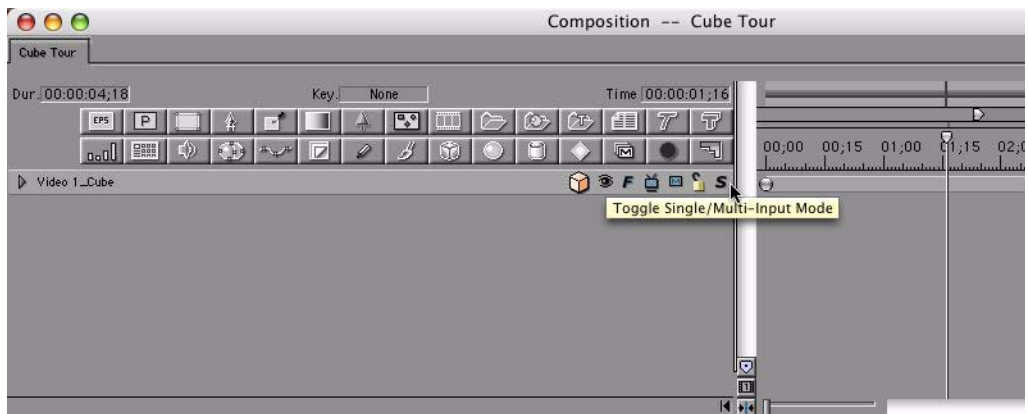 Composition -- Cube Tour
Cube Tour
Dur. 00:00:04;18 Key. None Time 00:00:01;16
EPS P T T T
00;00 00;15 01;00 01;15 02;0
M
Video 1_Cube F M S
Toggle Single/Multi-Input Mode